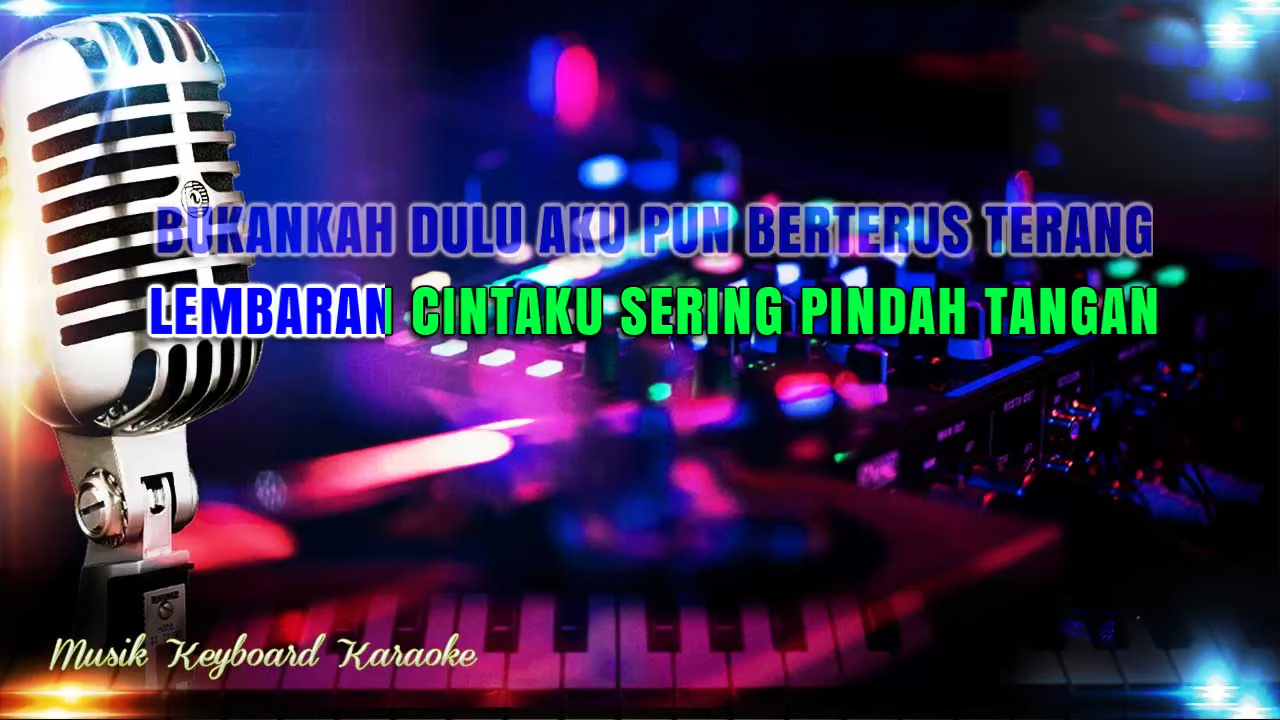 BUKANKAH DULU AKU PUN BERTERUS TERANG
LEMBARAN CINTAKU SERING PINDAH TANGAN
Musik Keyboard Karaoke